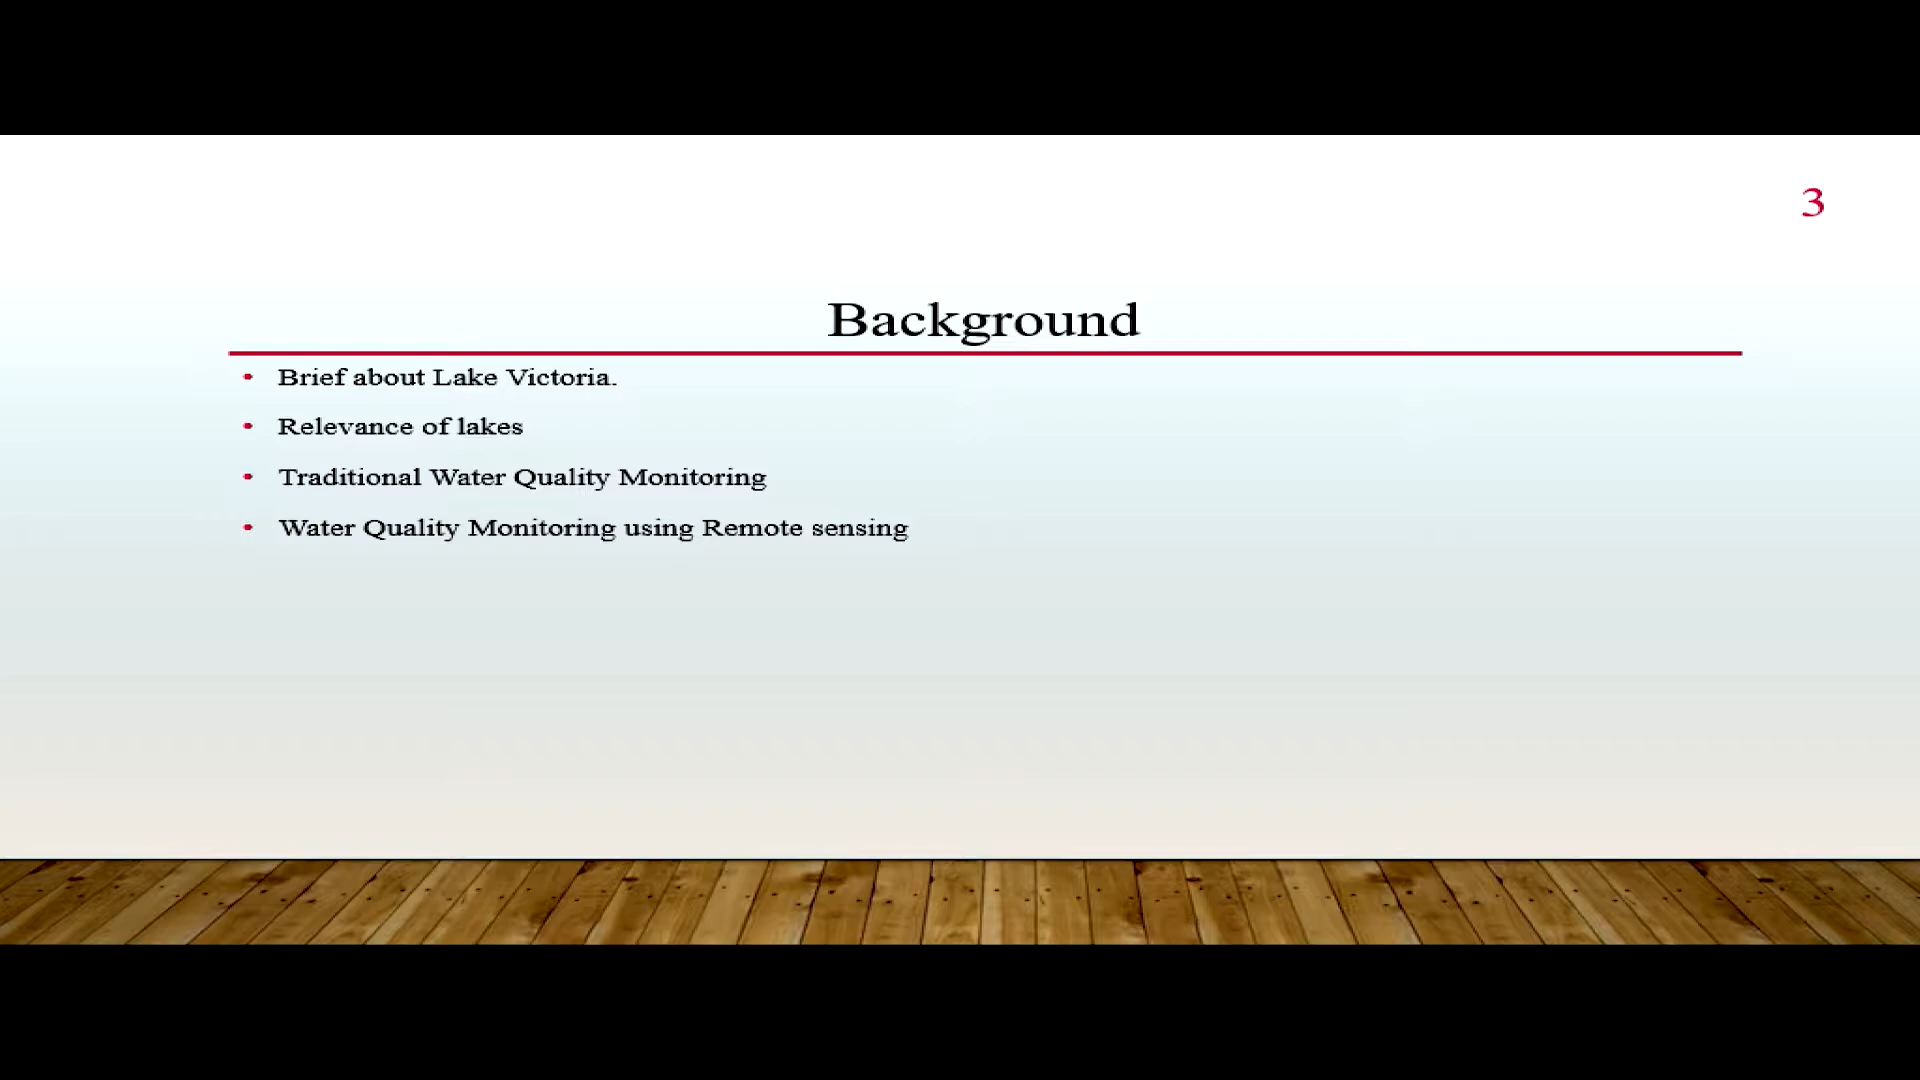 3
Background
• Brief about Lake Victoria.
• Relevance of lakes
• Traditional Water Quality Monitoring
• Water Quality Monitoring using Remote sensing